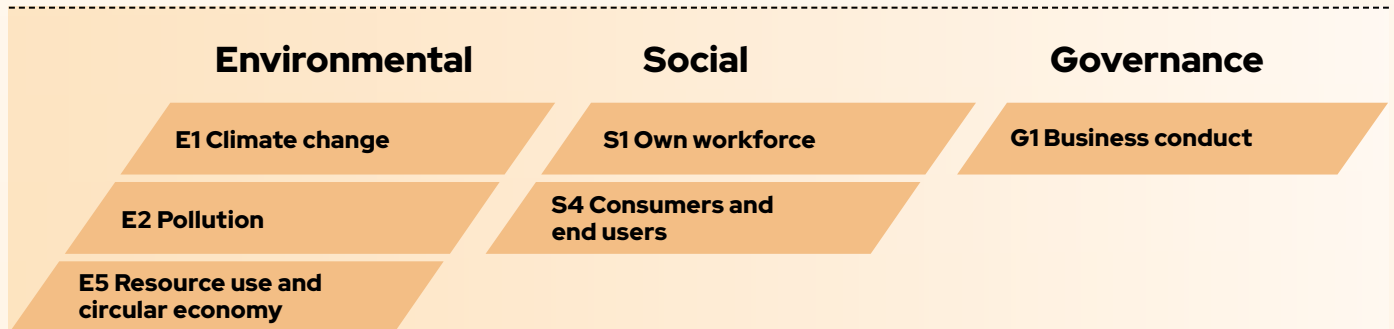 Environmental
Social
Governance
E1 Climate change
S1 Own workforce
G1 Business conduct
E2 Pollution
S4 Consumers and
end users
E5 Resource use and
circular economy